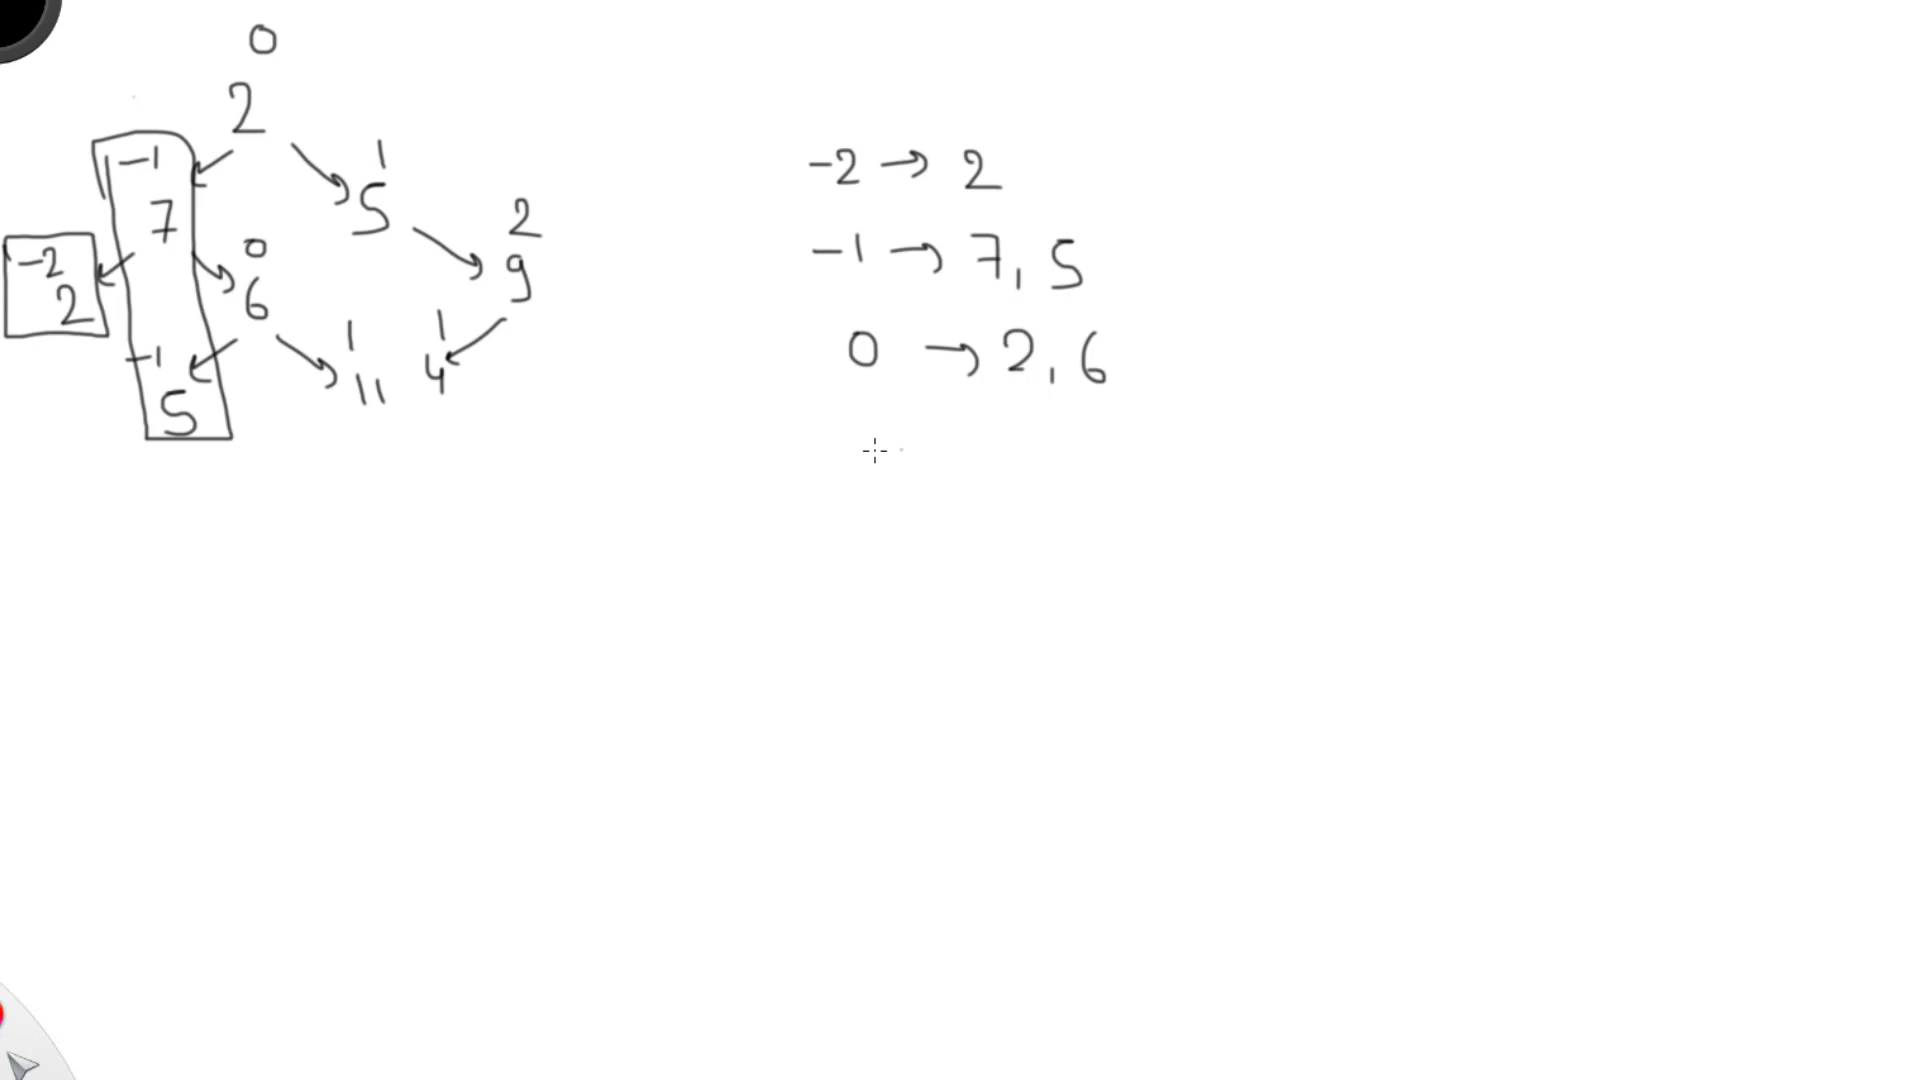 0
2
-1 1
7 5 2
-2 0 9
2 6
-1 1 1
5 11 4
-2 → 2
-1 → 7, 5
0 → 2, 6